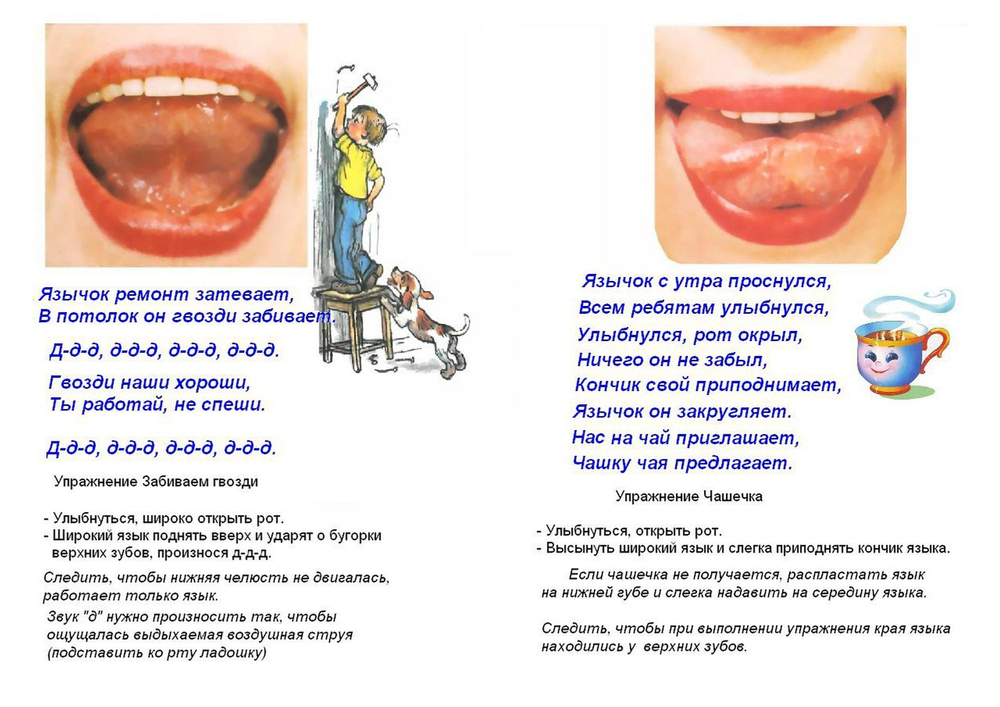 Язычок ремонт затевает,
В потолок он гвозди забивает.
Д-д-д, д-д-д, д-д-д, д-д-д.
Гвозди наши хороши,
Ты работай, не спеши.
Д-д-д, д-д-д, д-д-д, д-д-д.
Упражнение Забиваем гвозди
- Улыбнуться, широко открыть рот.
- Широкий язык поднять вверх и ударят о бугорки
верхних зубов, произнося д-д-д.
Следить, чтобы нижняя челюсть не двигалась,
работает только язык.
Звук "д" нужно произносить так, чтобы
ощущалась выдыхаемая воздушная струя
(подставить ко рту ладошку)
Язычок с утра проснулся,
Всем ребятам улыбнулся,
Улыбнулся, рот окрыл,
Ничего он не забыл,
Кончик свой приподнимает,
Язычок он закругляет.
Нас на чай приглашает,
Чашку чая предлагает.
Упражнение Чашечка
- Улыбнуться, открыть рот.
- Высынуть широкий язык и слегка приподнять кончик языка.
Если чашечка не получается, распластать язык
на нижней губе и слегка надавить на середину языка.
Следить, чтобы при выполнении упражнения края языка
находились у верхних зубов.